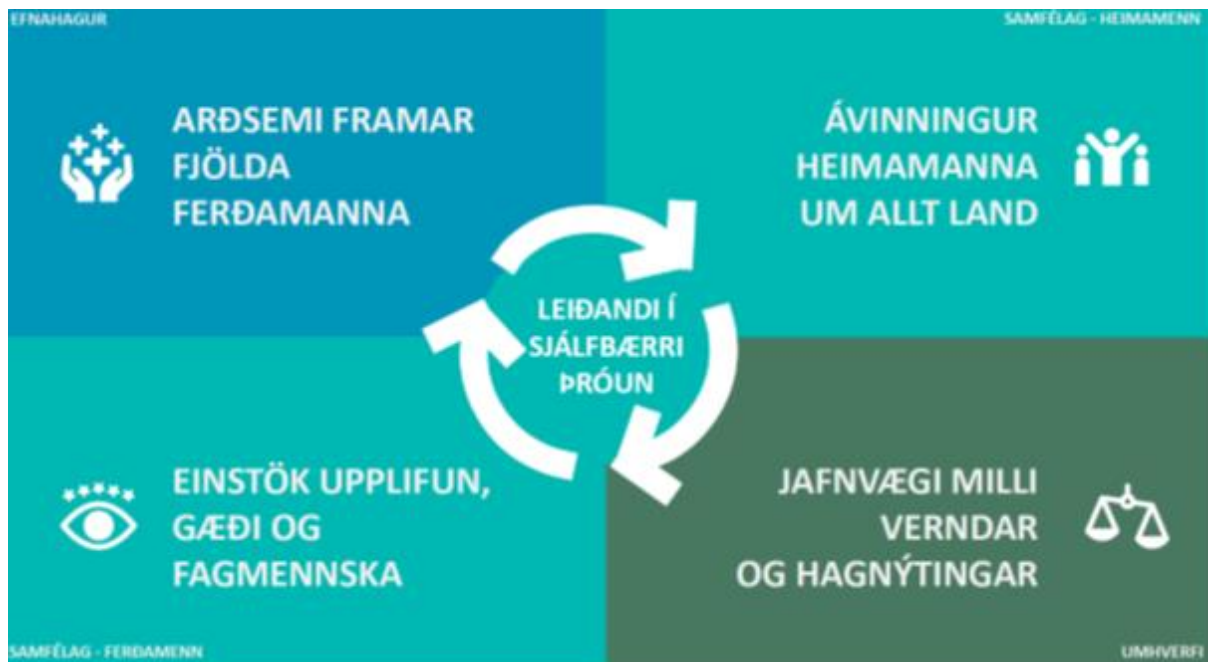 EFNAHAGUR
ARÐSEMI FRAMAR
FJÖLDA
FERÐAMANNA
SAMFÉLAG - HEIMAMENN
ÁVINNINGUR
HEIMAMANNA
UM ALLT LAND
LEIÐANDI Í
SJÁLFBÆRRI
ÞRÓUN
EINSTÖK UPPLIFUN,
GÆÐI OG
FAGMENNSKA
SAMFÉLAG - FERÐAMENN
JAFNVÆGI MILLI
VERNDAR
OG HAGNÝTINGAR
UMHVERFI